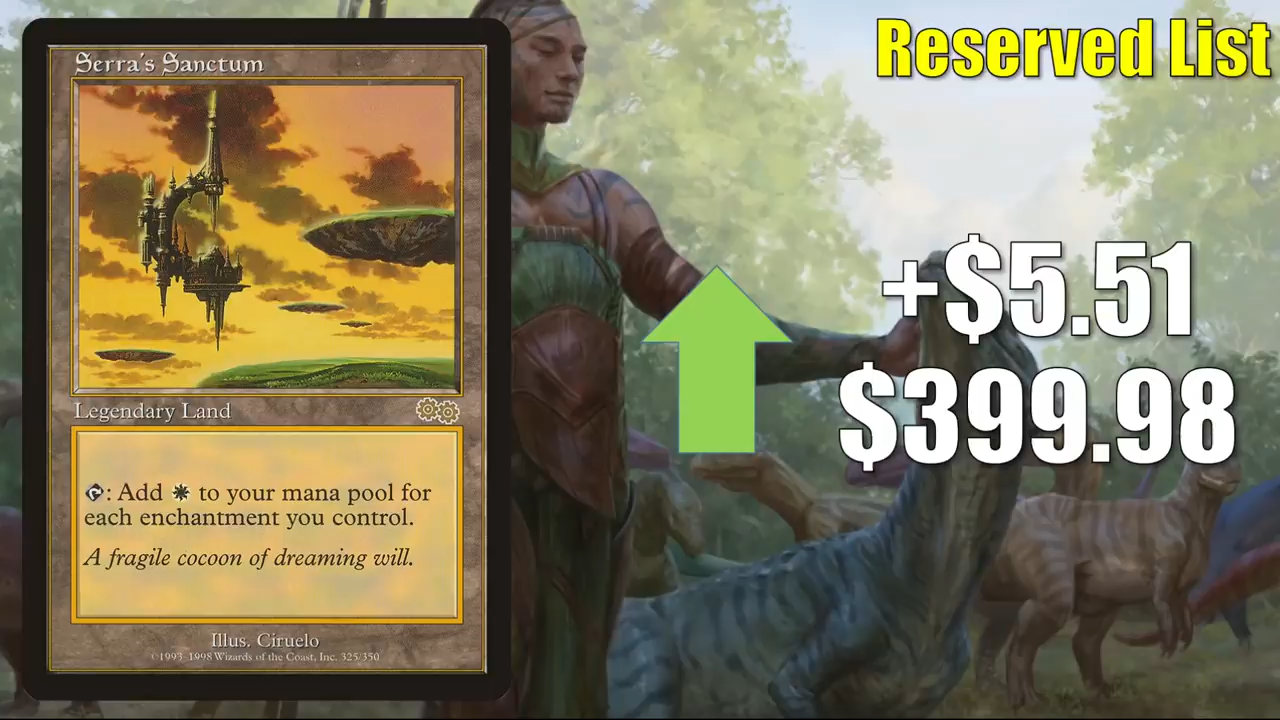 Serra's Sanctum
Legendary Land
: Add to your mana pool for
each enchantment you control.
A fragile cocoon of dreaming will.
Illus. Ciruelo
©1993-1998 Wizards of the Coast, Inc. 325/350
Reserved List
+$5.51
$399.98